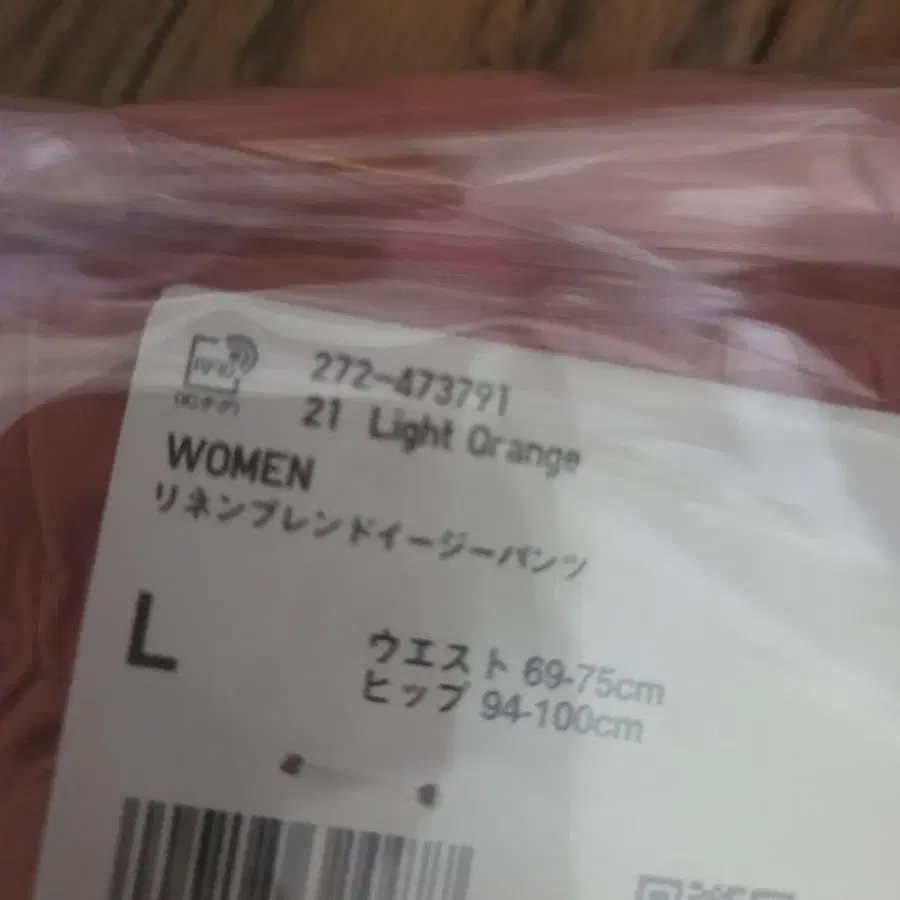 272-473791
21 Light Orange
WOMEN
リネンブレンドイージーパンツ
L
ウエスト 69-75cm
ヒップ 94-100cm